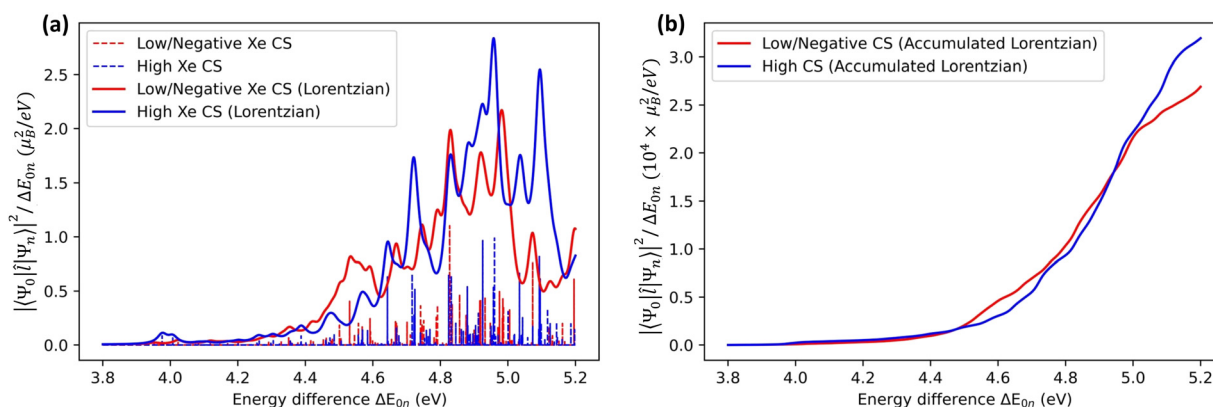 (a)
Low/Negative Xe CS
High Xe CS
Low/Negative Xe CS (Lorentzian)
High Xe CS (Lorentzian)
|⟨Ψ₀|l̂|Ψₙ⟩|² / ΔE₀ₙ (μ_B²/eV)
2.5
2.0
1.5
1.0
0.5
0.0
3.8 4.0 4.2 4.4 4.6 4.8 5.0 5.2
Energy difference ΔE₀ₙ (eV)
(b)
Low/Negative CS (Accumulated Lorentzian)
High CS (Accumulated Lorentzian)
|⟨Ψ₀|l̂|Ψₙ⟩|² / ΔE₀ₙ (10⁴ × μ_B²/eV)
3.0
2.5
2.0
1.5
1.0
0.5
0.0
3.8 4.0 4.2 4.4 4.6 4.8 5.0 5.2
Energy difference ΔE₀ₙ (eV)